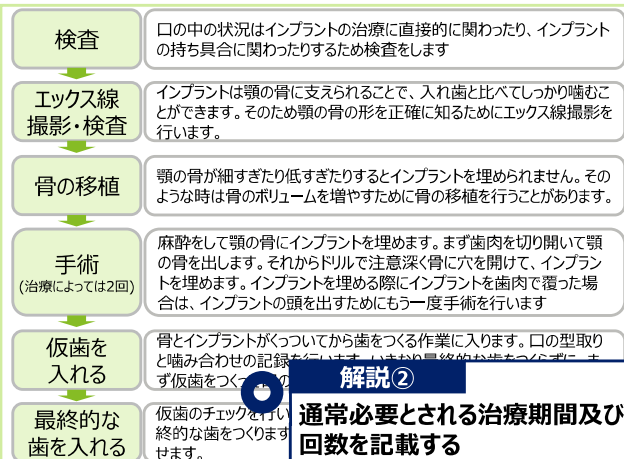 検査
口の中の状況はインプラントの治療に直接的に関わったり、インプラント
の持ち具合に関わったりするため検査をします
エックス線
撮影・検査
インプラントは顎の骨に支えられることで、入れ歯と比べてしっかり噛むこ
とができます。そのため顎の骨の形を正確に知るためにエックス線撮影を
行います。
骨の移植
顎の骨が細すぎたり低すぎたりするとインプラントを埋められません。その
ような時は骨のボリュームを増やすために骨の移植を行うことがあります。
手術
(治療によっては2回)
麻酔をして顎の骨にインプラントを埋めます。まず歯肉を切り開いて顎
の骨を出します。それからドリルで注意深く骨に穴を開けて、インプラン
トを埋めます。インプラントを埋める際にインプラントを歯肉で覆った場
合は、インプラントの頭を出すためにもう一度手術を行います
仮歯を
入れる
骨とインプラントがくっついてから歯をつくる作業に入ります。口の型取り
と噛み合わせの記録を行います。いきなり最終的な歯をつくらずに、ま
ず仮歯をつくっ
解説②
通常必要とされる治療期間及び
回数を記載する
最終的な
歯を入れる
仮歯のチェックを行い
終的な歯をつくります
せます。